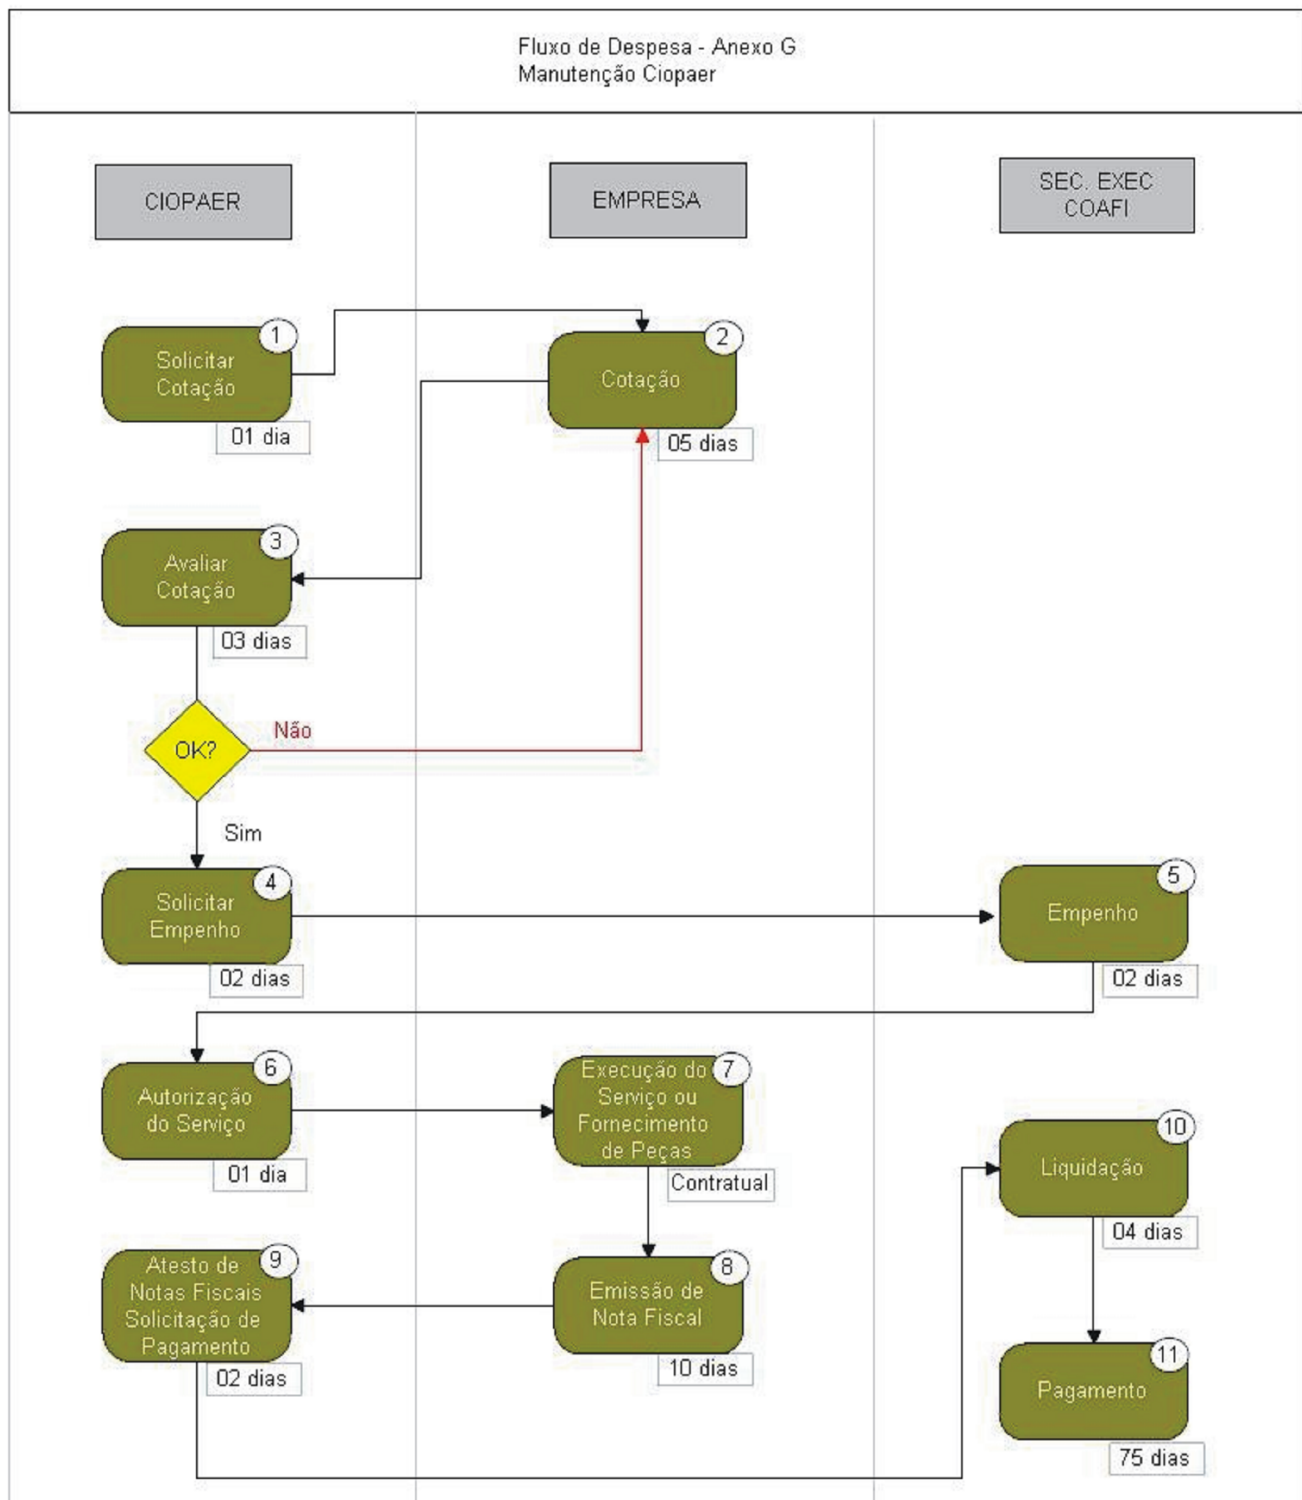 Fluxo de Despesa - Anexo G
Manutenção Ciopaer
CIOPAER
EMPRESA
SEC. EXEC
COAFI
1
Solicitar
Cotação
01 dia
2
Cotação
05 dias
3
Avaliar
Cotação
03 dias
OK?
Não
Sim
4
Solicitar
Empenho
02 dias
5
Empenho
02 dias
6
Autorização
do Serviço
01 dia
7
Execução do
Serviço ou
Fornecimento
de Peças
Contratual
8
Emissão de
Nota Fiscal
10 dias
9
Atesto de
Notas Fiscais
Solicitação de
Pagamento
02 dias
10
Liquidação
04 dias
11
Pagamento
75 dias